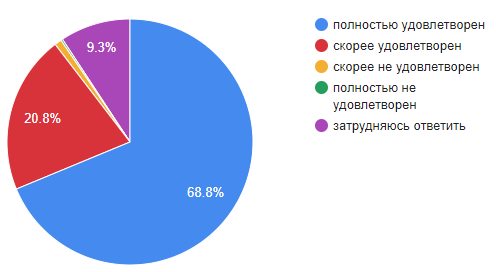 9.3%
20.8%
68.8%
полностью удовлетворен
скорее удовлетворен
скорее не удовлетворен
полностью не
удовлетворен
затрудняюсь ответить